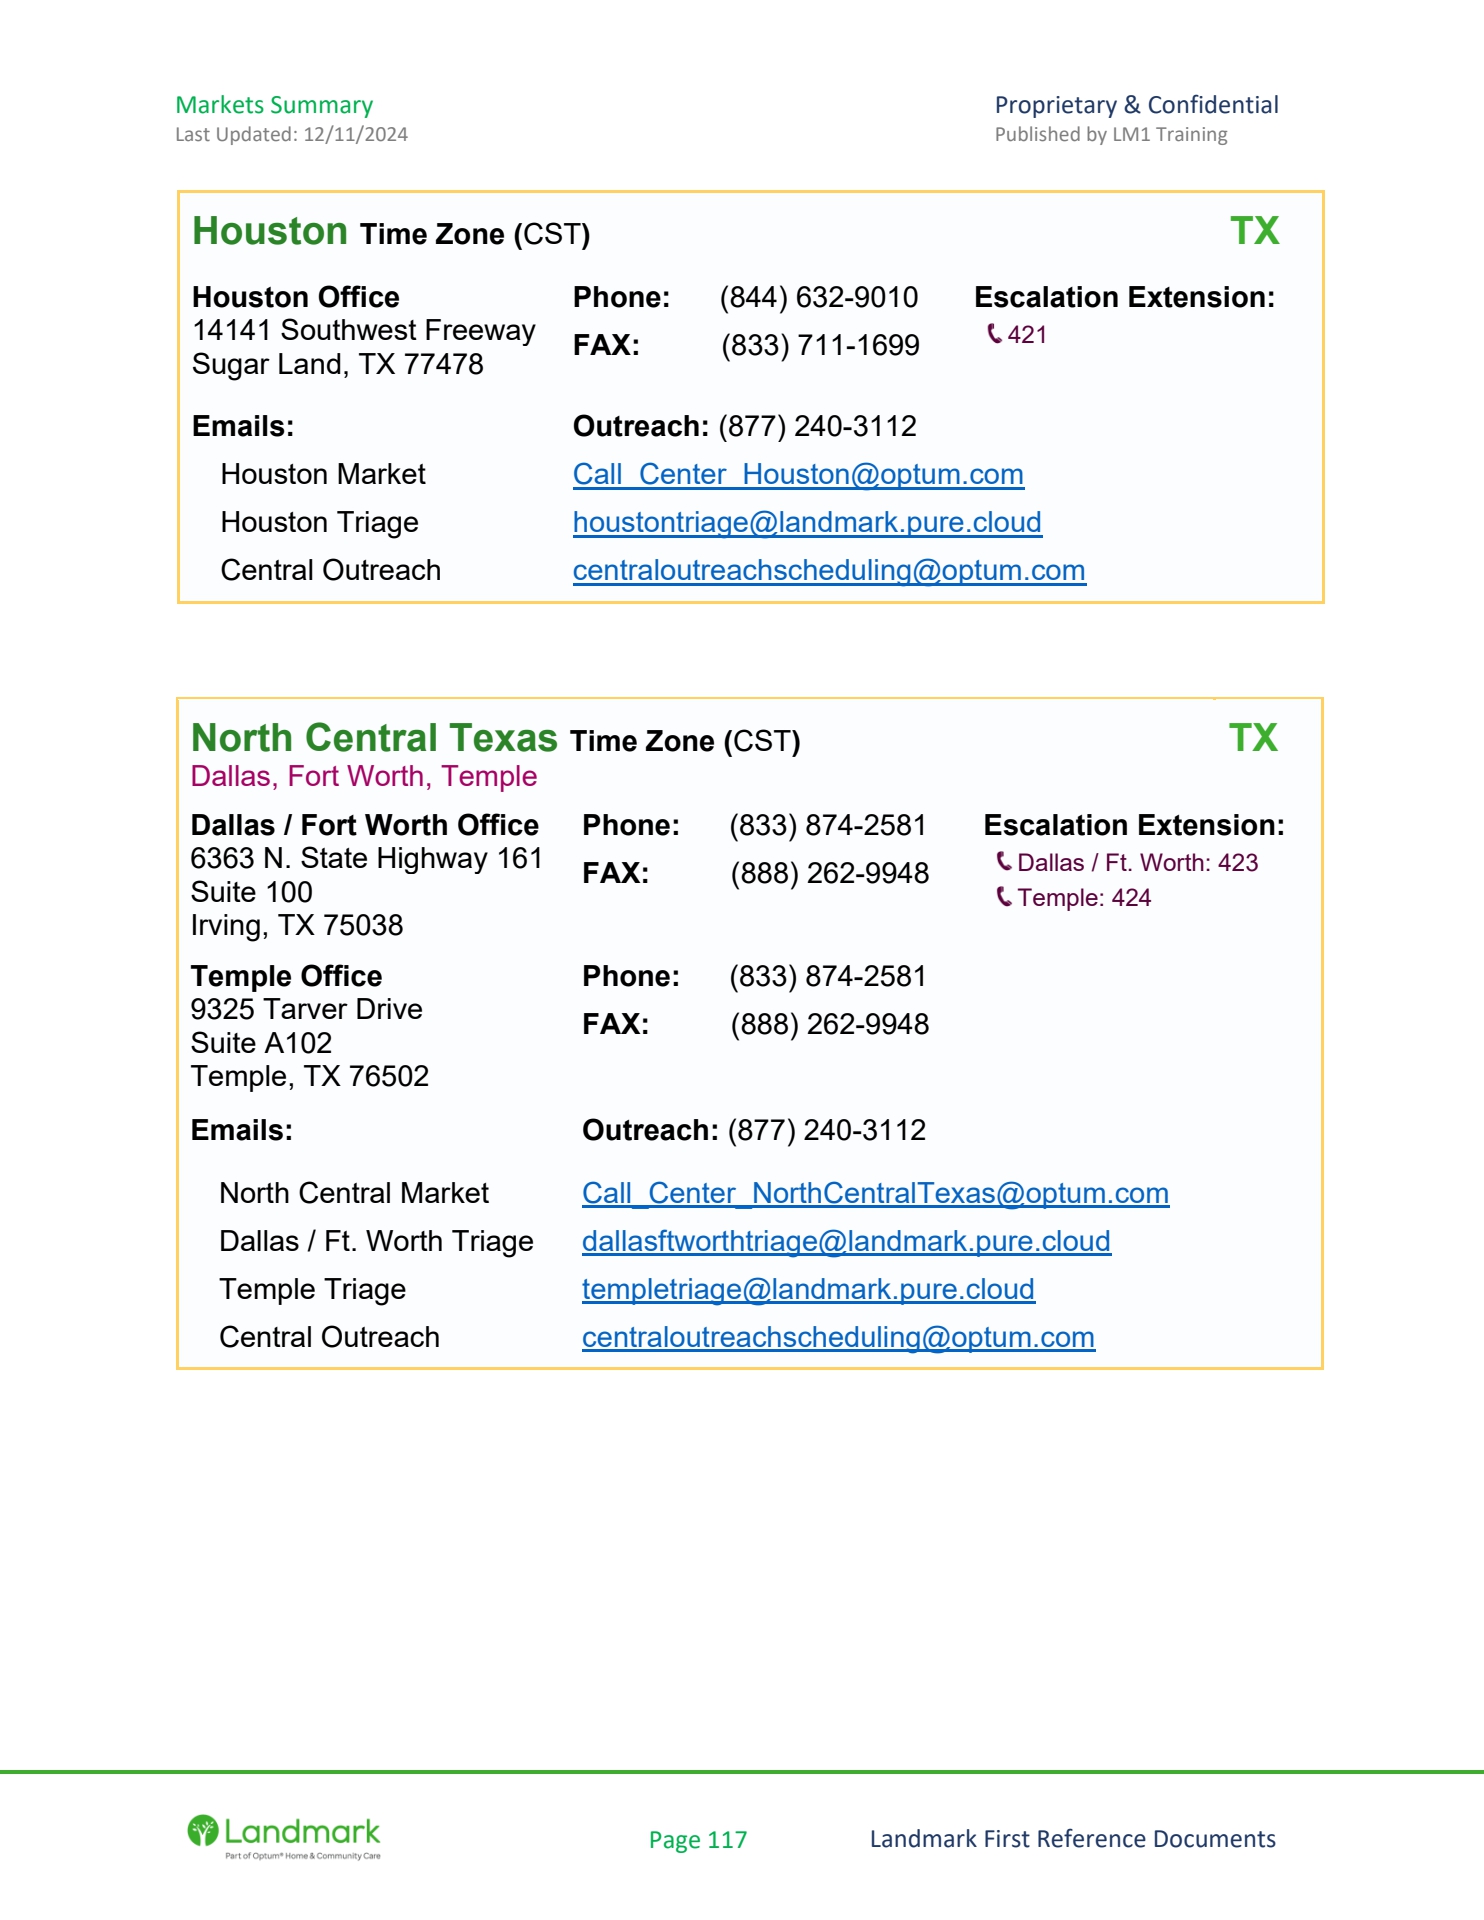 Markets Summary
Proprietary & Confidential
Last Updated: 12/11/2024
Published by LM1 Training
Houston Time Zone (CST)
TX
Houston Office
14141 Southwest Freeway
Sugar Land, TX 77478
Phone: (844) 632-9010
FAX: (833) 711-1699
Escalation Extension:
421
Emails:
Outreach: (877) 240-3112
Houston Market
Call_Center_Houston@optum.com
Houston Triage
houstontriage@landmark.pure.cloud
Central Outreach
centraloutreachscheduling@optum.com
North Central Texas Time Zone (CST)
TX
Dallas, Fort Worth, Temple
Dallas / Fort Worth Office
6363 N. State Highway 161
Suite 100
Irving, TX 75038
Phone: (833) 874-2581
FAX: (888) 262-9948
Escalation Extension:
Dallas / Ft. Worth: 423
Temple: 424
Temple Office
9325 Tarver Drive
Suite A102
Temple, TX 76502
Phone: (833) 874-2581
FAX: (888) 262-9948
Emails:
Outreach: (877) 240-3112
North Central Market
Call_Center_NorthCentralTexas@optum.com
Dallas / Ft. Worth Triage
dallasftworthtriage@landmark.pure.cloud
Temple Triage
templetriage@landmark.pure.cloud
Central Outreach
centraloutreachscheduling@optum.com
Landmark
Part of Optum® Home & Community Care
Page 117
Landmark First Reference Documents